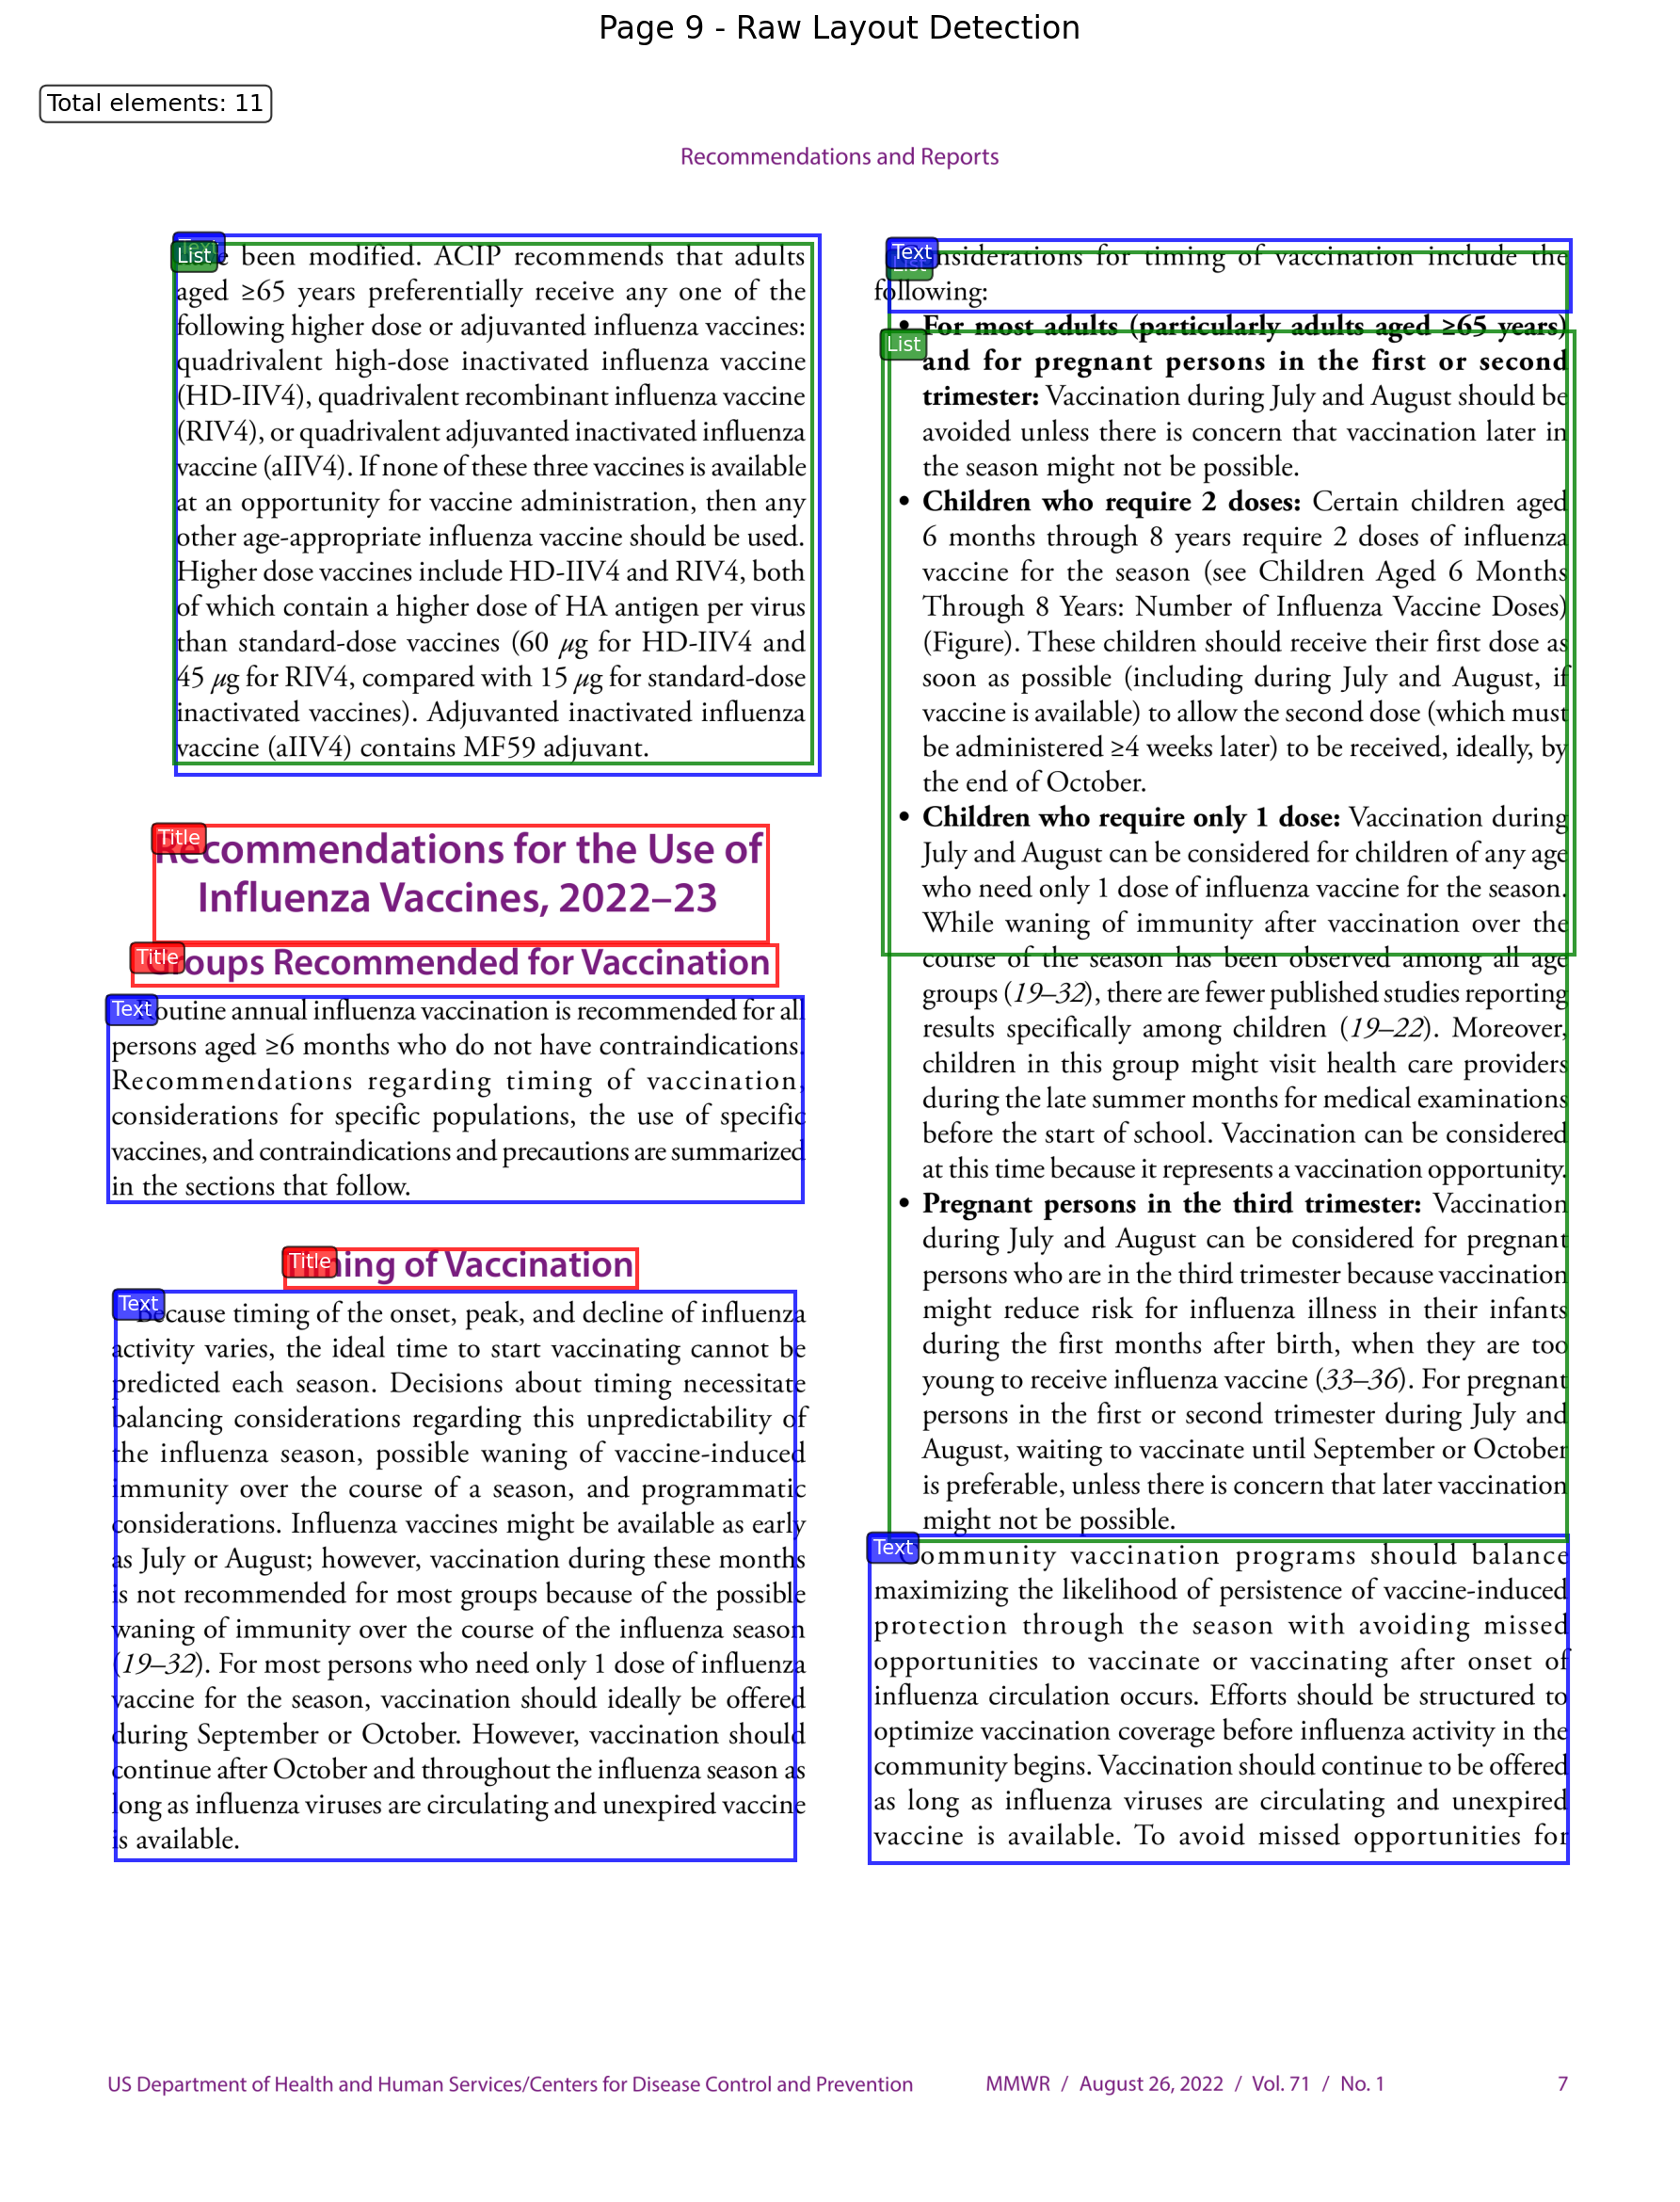 Page 9 - Raw Layout Detection
Total elements: 11
Recommendations and Reports
Text
List
been modified. ACIP recommends that adults
aged ≥65 years preferentially receive any one of the
following higher dose or adjuvanted influenza vaccines:
quadrivalent high-dose inactivated influenza vaccine
(HD-IIV4), quadrivalent recombinant influenza vaccine
(RIV4), or quadrivalent adjuvanted inactivated influenza
vaccine (aIIV4). If none of these three vaccines is available
at an opportunity for vaccine administration, then any
other age-appropriate influenza vaccine should be used.
Higher dose vaccines include HD-IIV4 and RIV4, both
of which contain a higher dose of HA antigen per virus
than standard-dose vaccines (60 µg for HD-IIV4 and
45 µg for RIV4, compared with 15 µg for standard-dose
inactivated vaccines). Adjuvanted inactivated influenza
vaccine (aIIV4) contains MF59 adjuvant.
Title
Recommendations for the Use of
Influenza Vaccines, 2022–23
Title
Groups Recommended for Vaccination
Text
Routine annual influenza vaccination is recommended for all
persons aged ≥6 months who do not have contraindications.
Recommendations regarding timing of vaccination,
considerations for specific populations, the use of specific
vaccines, and contraindications and precautions are summarized
in the sections that follow.
Title
Timing of Vaccination
Text
Because timing of the onset, peak, and decline of influenza
activity varies, the ideal time to start vaccinating cannot be
predicted each season. Decisions about timing necessitate
balancing considerations regarding this unpredictability of
the influenza season, possible waning of vaccine-induced
immunity over the course of a season, and programmatic
considerations. Influenza vaccines might be available as early
as July or August; however, vaccination during these months
is not recommended for most groups because of the possible
waning of immunity over the course of the influenza season
(19–32). For most persons who need only 1 dose of influenza
vaccine for the season, vaccination should ideally be offered
during September or October. However, vaccination should
continue after October and throughout the influenza season as
long as influenza viruses are circulating and unexpired vaccine
is available.
Text
List
Considerations for timing of vaccination include the
following:
• For most adults (particularly adults aged ≥65 years)
List
and for pregnant persons in the first or second
trimester: Vaccination during July and August should be
avoided unless there is concern that vaccination later in
the season might not be possible.
• Children who require 2 doses: Certain children aged
6 months through 8 years require 2 doses of influenza
vaccine for the season (see Children Aged 6 Months
Through 8 Years: Number of Influenza Vaccine Doses)
(Figure). These children should receive their first dose as
soon as possible (including during July and August, if
vaccine is available) to allow the second dose (which must
be administered ≥4 weeks later) to be received, ideally, by
the end of October.
• Children who require only 1 dose: Vaccination during
July and August can be considered for children of any age
who need only 1 dose of influenza vaccine for the season.
While waning of immunity after vaccination over the
course of the season has been observed among all age
groups (19–32), there are fewer published studies reporting
results specifically among children (19–22). Moreover,
children in this group might visit health care providers
during the late summer months for medical examinations
before the start of school. Vaccination can be considered
at this time because it represents a vaccination opportunity.
• Pregnant persons in the third trimester: Vaccination
during July and August can be considered for pregnant
persons who are in the third trimester because vaccination
might reduce risk for influenza illness in their infants
during the first months after birth, when they are too
young to receive influenza vaccine (33–36). For pregnant
persons in the first or second trimester during July and
August, waiting to vaccinate until September or October
is preferable, unless there is concern that later vaccination
might not be possible.
Text
Community vaccination programs should balance
maximizing the likelihood of persistence of vaccine-induced
protection through the season with avoiding missed
opportunities to vaccinate or vaccinating after onset of
influenza circulation occurs. Efforts should be structured to
optimize vaccination coverage before influenza activity in the
community begins. Vaccination should continue to be offered
as long as influenza viruses are circulating and unexpired
vaccine is available. To avoid missed opportunities for
US Department of Health and Human Services/Centers for Disease Control and Prevention
MMWR / August 26, 2022 / Vol. 71 / No. 1
7